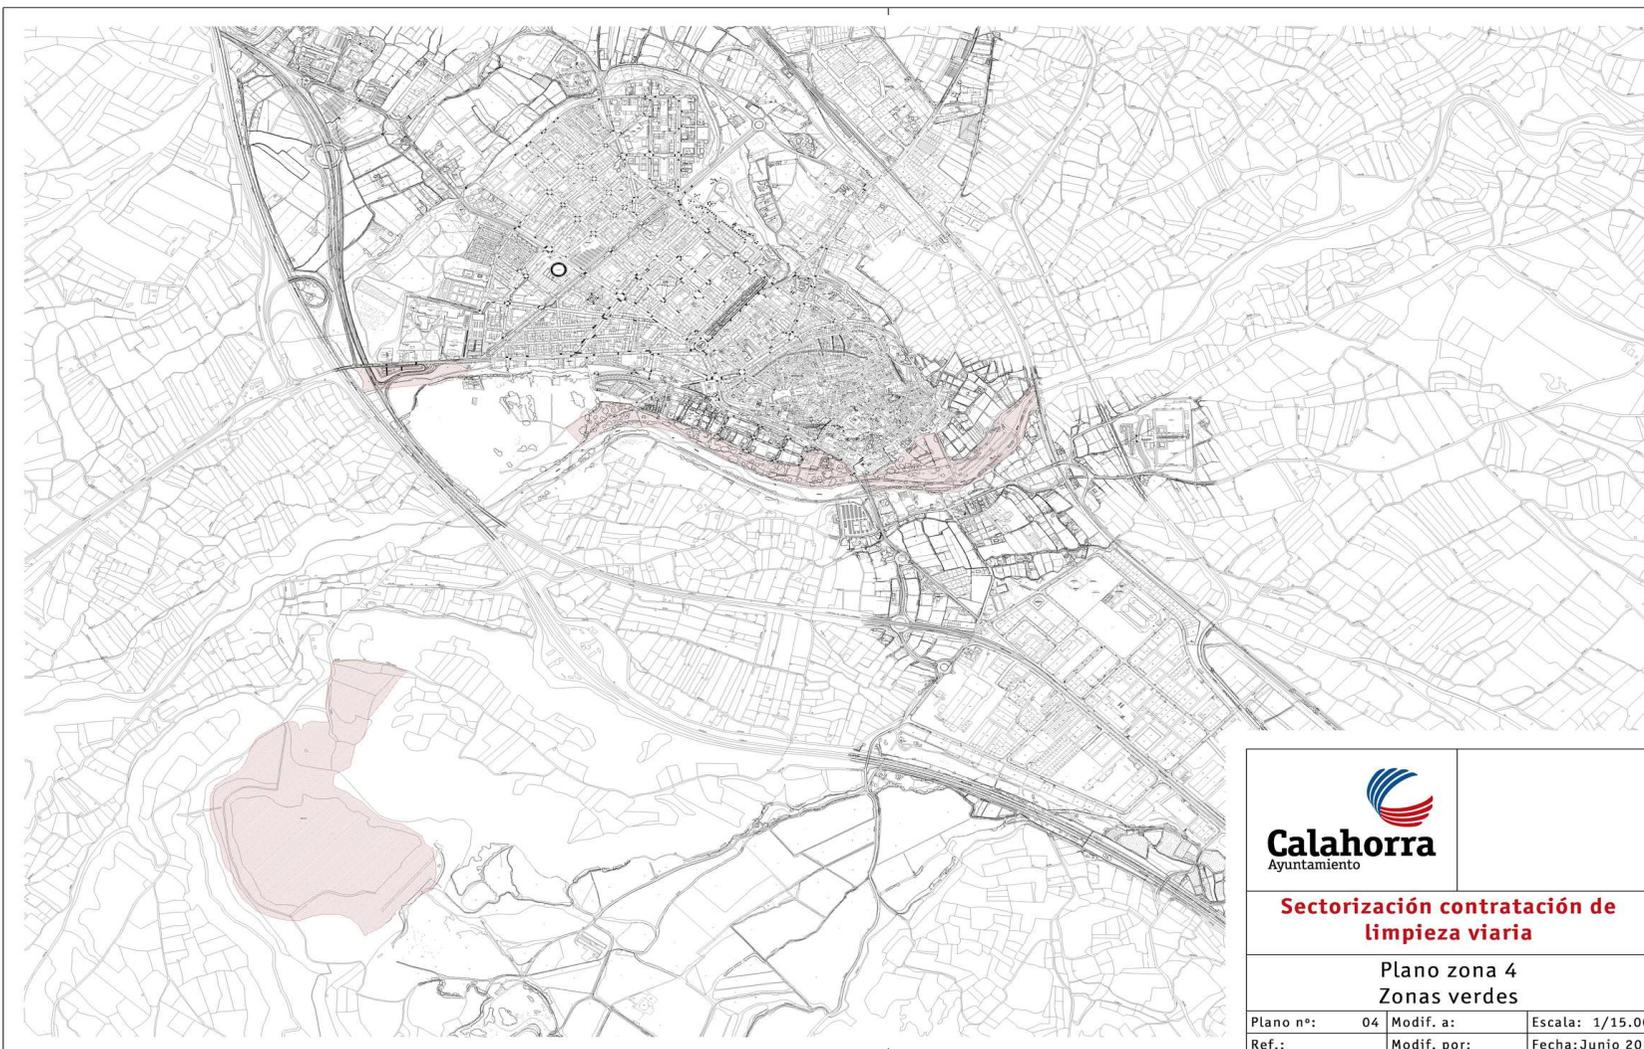 Calahorra
Ayuntamiento
Sectorización contratación de
limpieza viaria
Plano zona 4
Zonas verdes
Plano nº: 04 Modif. a: Escala: 1/15.00
Ref.: Modif. por: Fecha: Junio 20